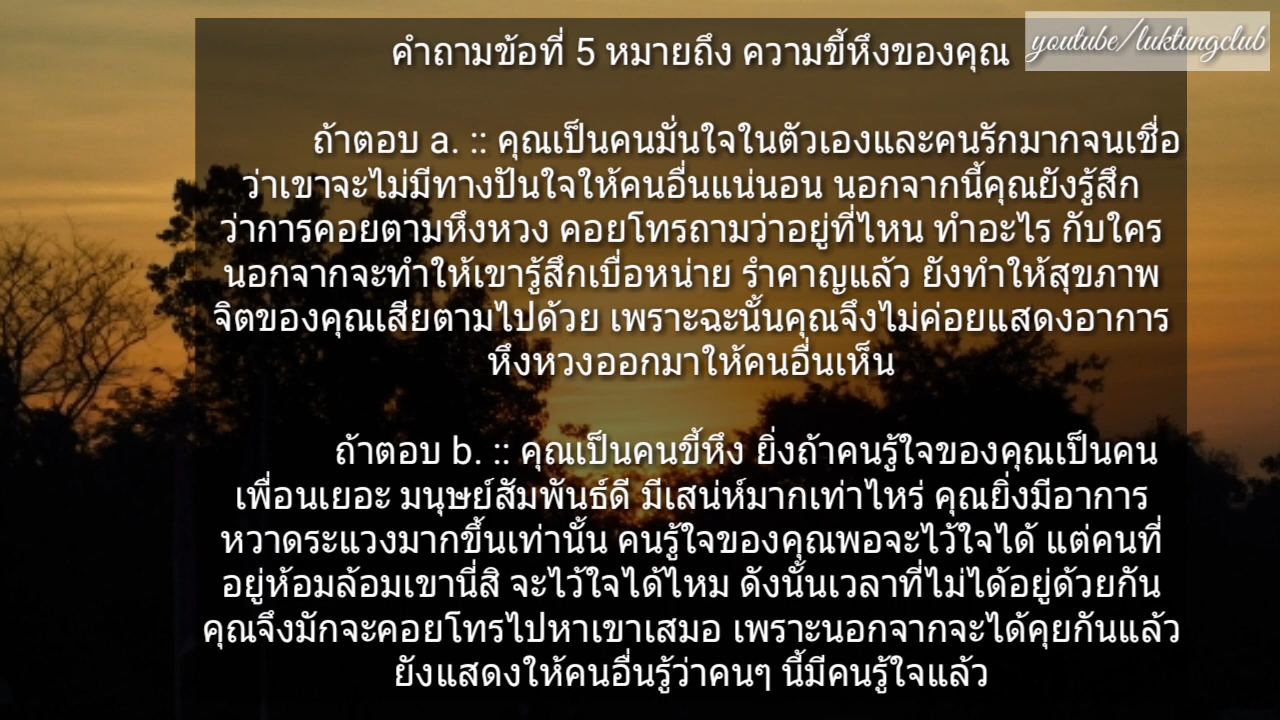 คำถามข้อที่ 5 หมายถึง ความขี้หึงของคุณ
youtube/luktungclub
ถ้าตอบ a. :: คุณเป็นคนมั่นใจในตัวเองและคนรักมากจนเชื่อ
ว่าเขาจะไม่มีทางปันใจให้คนอื่นแน่นอน นอกจากนี้คุณยังรู้สึก
ว่าการคอยตามหึงหวง คอยโทรถามว่าอยู่ที่ไหน ทำอะไร กับใคร
นอกจากจะทำให้เขารู้สึกเบื่อหน่าย รำคาญแล้ว ยังทำให้สุขภาพ
จิตของคุณเสียตามไปด้วย เพราะฉะนั้นคุณจึงไม่ค่อยแสดงอาการ
หึงหวงออกมาให้คนอื่นเห็น
ถ้าตอบ b. :: คุณเป็นคนขี้หึง ยิ่งถ้าคนรู้ใจของคุณเป็นคน
เพื่อนเยอะ มนุษย์สัมพันธ์ดี มีเสน่ห์มากเท่าไหร่ คุณยิ่งมีอาการ
หวาดระแวงมากขึ้นเท่านั้น คนรู้ใจของคุณพอจะไว้ใจได้ แต่คนที่
อยู่ห้อมล้อมเขานี่สิ จะไว้ใจได้ไหม ดังนั้นเวลาที่ไม่ได้อยู่ด้วยกัน
คุณจึงมักจะคอยโทรไปหาเขาเสมอ เพราะนอกจากจะได้คุยกันแล้ว
ยังแสดงให้คนอื่นรู้ว่าคนๆ นี้มีคนรู้ใจแล้ว